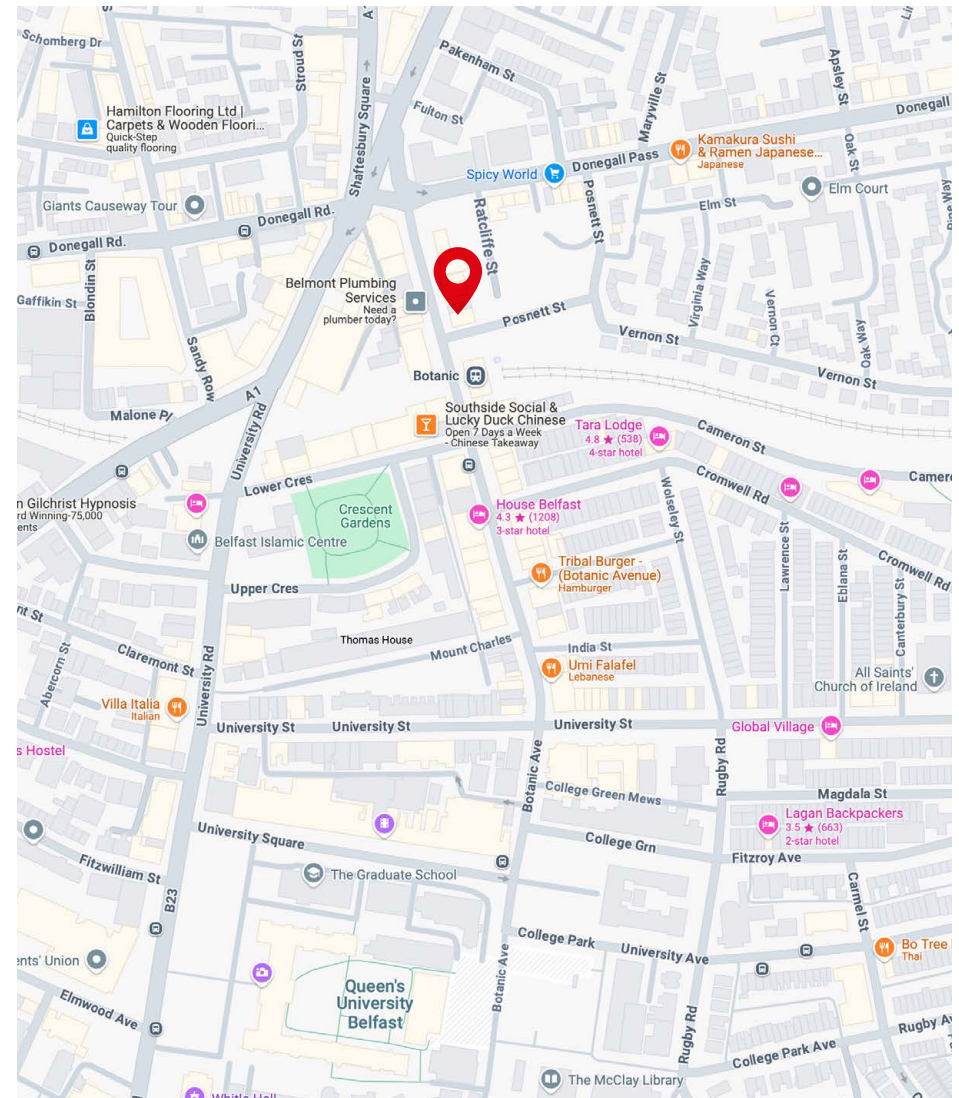 Schomberg Dr
Stroud St
Shaftesbury Square
Pakenham St
Fulton St
Maryville St
Apsley St
Donegall
Hamilton Flooring Ltd |
Carpets & Wooden Floori...
Quick-Step
quality flooring
Kamakura Sushi
& Ramen Japanese...
Japanese
Oak St
Donegall Pass
Spicy World
Elm Court
Giants Causeway Tour
Donegall Rd.
Ratcliffe St
Posnett St
Elm St
Donegall Rd.
Blondin St
Gaffikin St
Belmont Plumbing
Services
Need a
plumber today?
Virginia Way
Vernon Ct
Oak Way
Posnett St
Vernon St
Sandy Row
Botanic
Vernon St
A1
Malone Pl
University Rd
Southside Social &
Lucky Duck Chinese
Open 7 Days a Week
- Chinese Takeaway
Tara Lodge
4.8 ★ (538)
4-star hotel
Cameron St
Lower Cres
Cromwell Rd
Camero
n Gilchrist Hypnosis
rd Winning-75,000
ents
Crescent
Gardens
House Belfast
4.3 ★ (1208)
3-star hotel
Wolseley St
Belfast Islamic Centre
Lawrence St
Eblana St
Cromwell Rd
Canterbury St
Upper Cres
Tribal Burger -
(Botanic Avenue)
Hamburger
nt St
Thomas House
Mount Charles
India St
Claremont St
Abercorn St
University Rd
Umi Falafel
Lebanese
All Saints'
Church of Ireland
Villa Italia
Italian
University St
University St
University St
Global Village
s Hostel
Botanic Ave
Rugby Rd
College Green Mews
Magdala St
Lagan Backpackers
3.5 ★ (663)
2-star hotel
University Square
College Grn
Fitzroy Ave
Fitzwilliam St
The Graduate School
B23
Carmel St
College Park
University Ave
Bo Tree
Thai
ents' Union
Botanic Ave
Queen's
University
Belfast
Elmwood Ave
Rugby Rd
College Park Ave
Rugby Av
The McClay Library